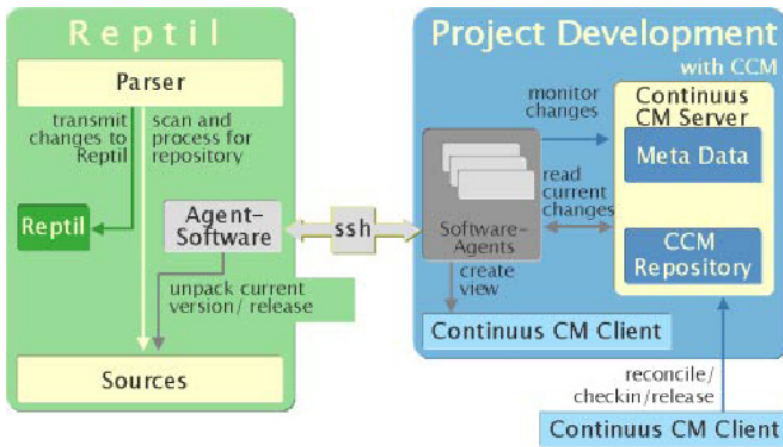 Reptil
Parser
transmit
changes to
Reptil
scan and
process for
repository
Reptil
Agent-
Software
unpack current
version/ release
Sources
ssh
Project Development
with CCM
monitor
changes
Continuus
CM Server
Meta Data
read
current
changes
Software-
Agents
CCM
Repository
create
view
Continuus CM Client
reconcile/
checkin/release
Continuus CM Client